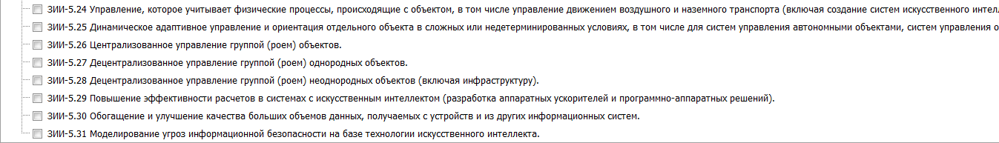 ЗИИ-5.24 Управление, которое учитывает физические процессы, происходящие с объектом, в том числе управление движением воздушного и наземного транспорта (включая создание систем искусственного интел
ЗИИ-5.25 Динамическое адаптивное управление и ориентация отдельного объекта в сложных или недетерминированных условиях, в том числе для систем управления автономными объектами, систем управления о
ЗИИ-5.26 Централизованное управление группой (роем) объектов.
ЗИИ-5.27 Децентрализованное управление группой (роем) однородных объектов.
ЗИИ-5.28 Децентрализованное управление группой (роем) неоднородных объектов (включая инфраструктуру).
ЗИИ-5.29 Повышение эффективности расчетов в системах с искусственным интеллектом (разработка аппаратных ускорителей и программно-аппаратных решений).
ЗИИ-5.30 Обогащение и улучшение качества больших объемов данных, получаемых с устройств и из других информационных систем.
ЗИИ-5.31 Моделирование угроз информационной безопасности на базе технологии искусственного интеллекта.